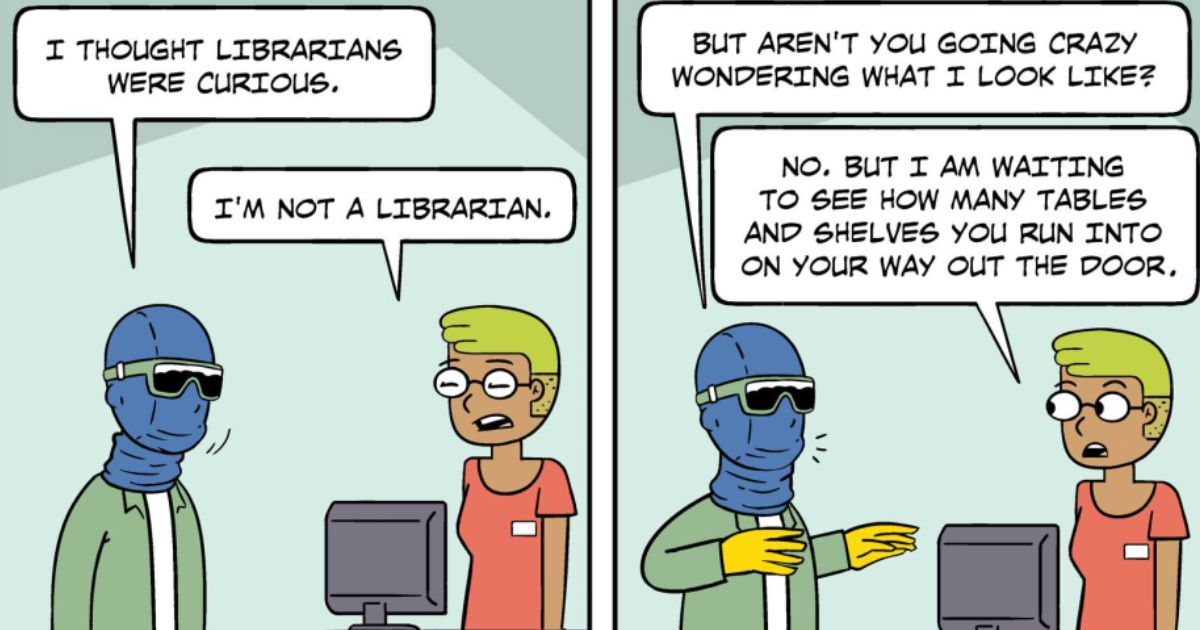 I THOUGHT LIBRARIANS
WERE CURIOUS.
I'M NOT A LIBRARIAN.
BUT AREN'T YOU GOING CRAZY
WONDERING WHAT I LOOK LIKE?
NO. BUT I AM WAITING
TO SEE HOW MANY TABLES
AND SHELVES YOU RUN INTO
ON YOUR WAY OUT THE DOOR.